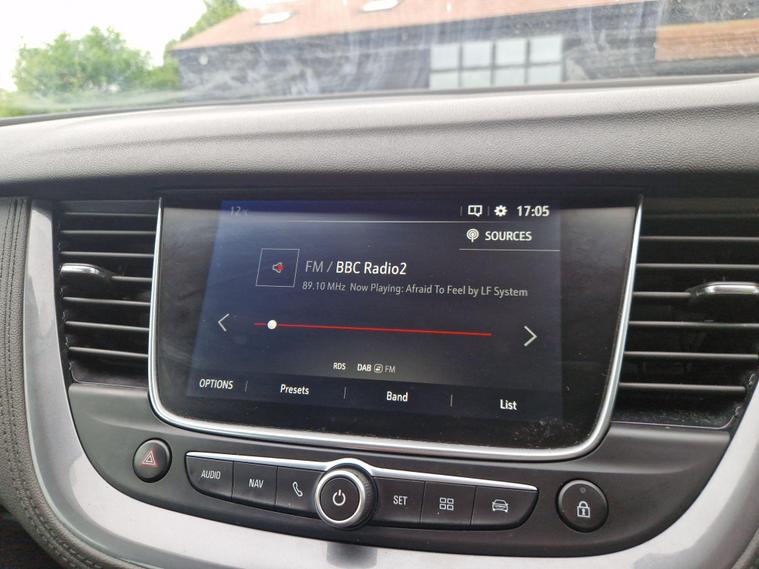 12°C 17:05
SOURCES
FM / BBC Radio2
89.10 MHz Now Playing: Afraid To Feel by LF System
RDS DAB FM
OPTIONS Presets Band List
AUDIO NAV SET